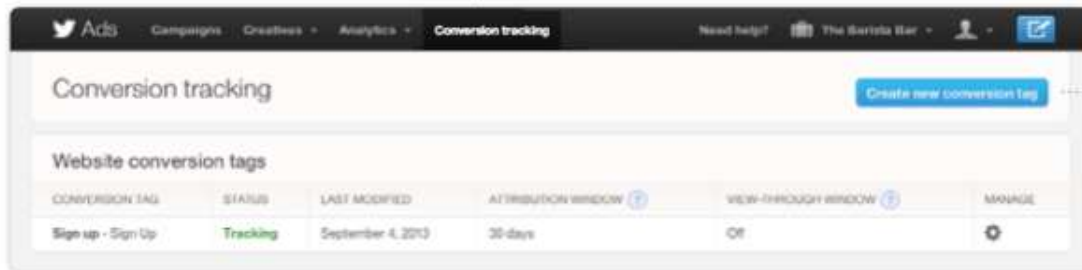 Ads Campaigns Creatives Analytics Conversion tracking Need help? The Barista Bar
Conversion tracking
Create new conversion tag
Website conversion tags
CONVERSION TAG STATUS LAST MODIFIED ATTRIBUTION WINDOW ? VIEW-THROUGH WINDOW ? MANAGE
Sign up - Sign Up Tracking September 4, 2013 30 days Off